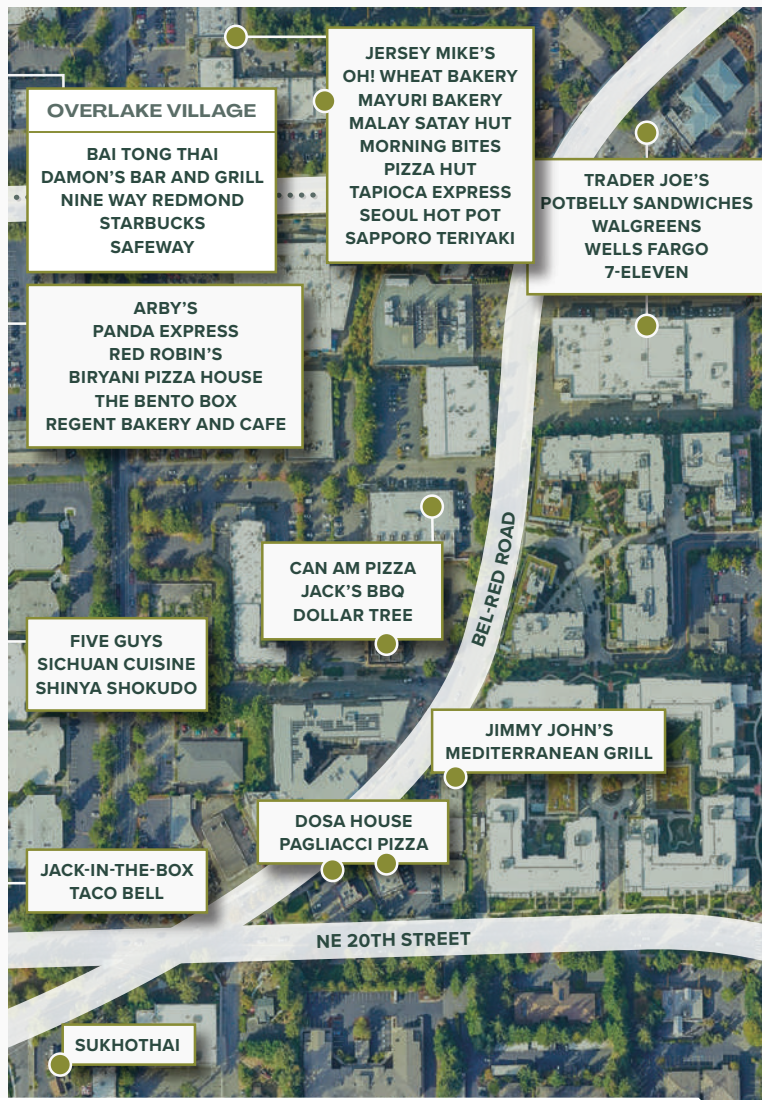 JERSEY MIKE'S
OH! WHEAT BAKERY
MAYURI BAKERY
MALAY SATAY HUT
MORNING BITES
PIZZA HUT
TAPIOCA EXPRESS
SEOUL HOT POT
SAPPORO TERIYAKI
OVERLAKE VILLAGE
BAI TONG THAI
DAMON'S BAR AND GRILL
NINE WAY REDMOND
STARBUCKS
SAFEWAY
TRADER JOE'S
POTBELLY SANDWICHES
WALGREENS
WELLS FARGO
7-ELEVEN
ARBY'S
PANDA EXPRESS
RED ROBIN'S
BIRYANI PIZZA HOUSE
THE BENTO BOX
REGENT BAKERY AND CAFE
CAN AM PIZZA
JACK'S BBQ
DOLLAR TREE
BEL-RED ROAD
FIVE GUYS
SICHUAN CUISINE
SHINYA SHOKUDO
JIMMY JOHN'S
MEDITERRANEAN GRILL
DOSA HOUSE
PAGLIACCI PIZZA
JACK-IN-THE-BOX
TACO BELL
NE 20TH STREET
SUKHOTHAI